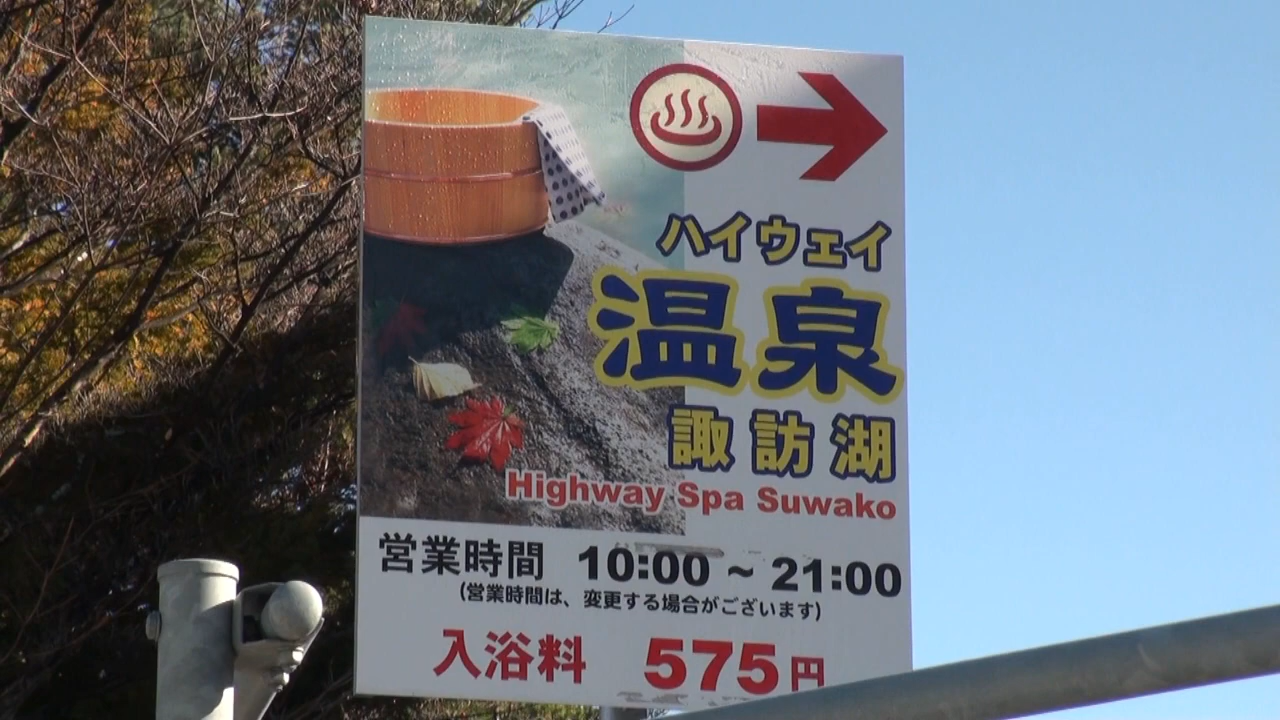 ハイウェイ
温泉
諏訪湖
Highway Spa Suwako
営業時間 10:00 ~ 21:00
(営業時間は、変更する場合がございます)
入浴料 575円